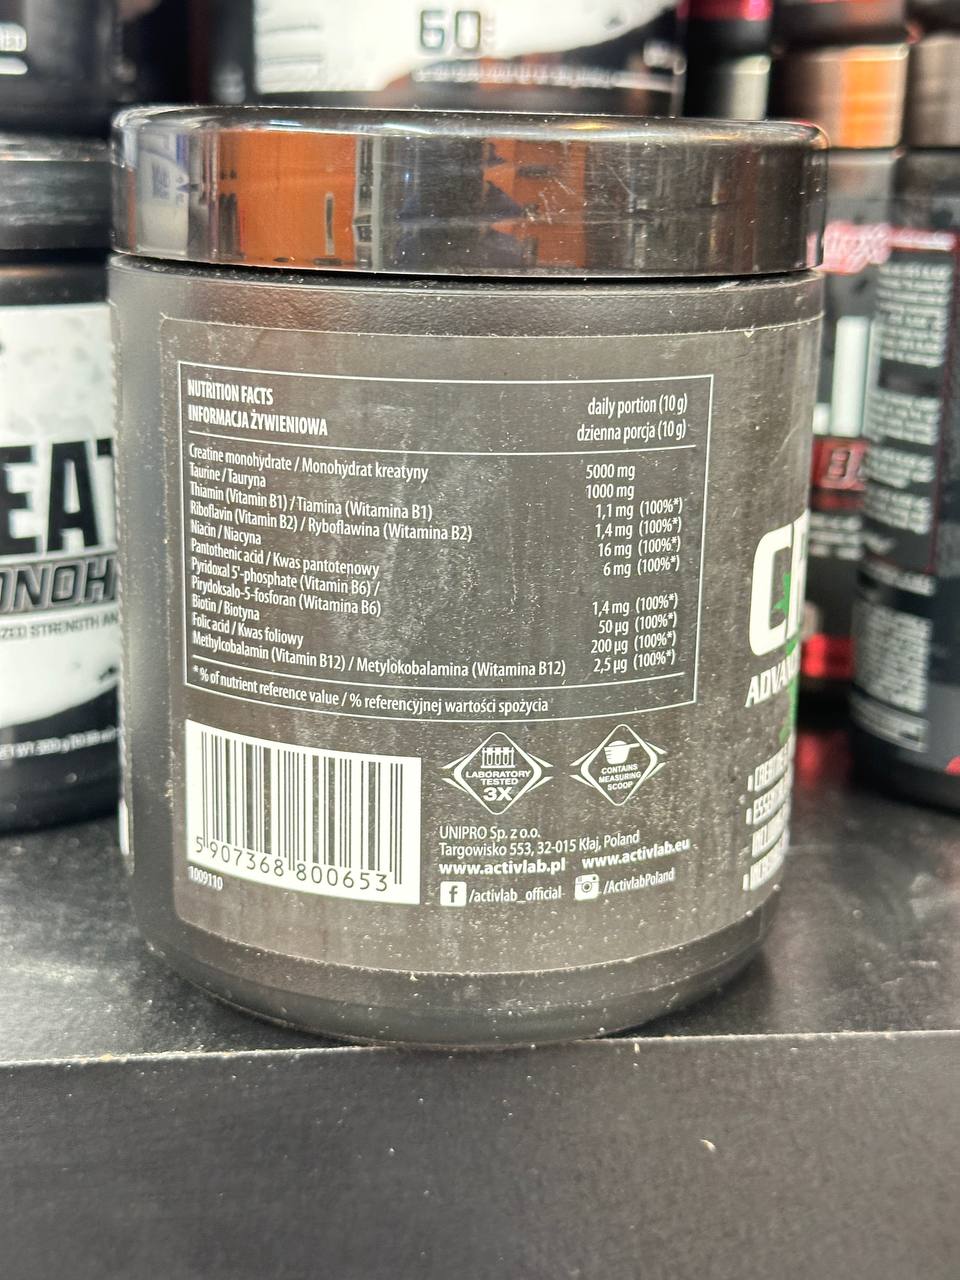 60
NUTRITION FACTS
INFORMACJA ŻYWIENIOWA
daily portion (10 g)
dzienna porcja (10 g)
Creatine monohydrate / Monohydrat kreatyny 5000 mg
Taurine / Tauryna 1000 mg
Thiamin (Vitamin B1) / Tiamina (Witamina B1) 1,1 mg (100%*)
Riboflavin (Vitamin B2) / Ryboflawina (Witamina B2) 1,4 mg (100%*)
Niacin / Niacyna 16 mg (100%*)
Pantothenic acid / Kwas pantotenowy 6 mg (100%*)
Pyridoxal 5'-phosphate (Vitamin B6) /
Pirydoksalo-5-fosforan (Witamina B6) 1,4 mg (100%*)
Biotin / Biotyna 50 µg (100%*)
Folic acid / Kwas foliowy 200 µg (100%*)
Methylcobalamin (Vitamin B12) / Metylokobalamina (Witamina B12) 2,5 µg (100%*)
* % of nutrient reference value / % referencyjnej wartości spożycia
5 907368 800653
1009110
LABORATORY
TESTED
3X
CONTAINS
MEASURING
SCOOP
UNIPRO Sp. z o.o.
Targowisko 553, 32-015 Kłaj, Poland
www.activlab.pl www.activlab.eu
f /activlab_official /ActivlabPoland
EAT
ONOH
ZED STRENGTH AN